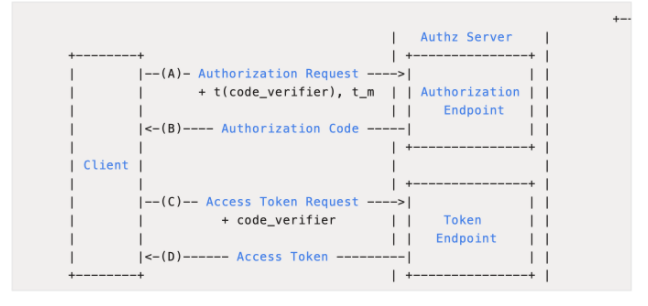 +-
                                        |   Authz Server   |
+--------+                              | +---------------+ |
|        |--(A)- Authorization Request ---->|               | |
|        |       + t(code_verifier), t_m  | | Authorization | |
|        |                                | |    Endpoint   | |
|        |<-(B)---- Authorization Code -----|               | |
|        |                                | +---------------+ |
| Client |                                |                   |
|        |                                | +---------------+ |
|        |--(C)-- Access Token Request ---->|               | |
|        |          + code_verifier       | |    Token      | |
|        |                                | |   Endpoint    | |
|        |<-(D)------ Access Token ---------|               | |
+--------+                                | +---------------+ |